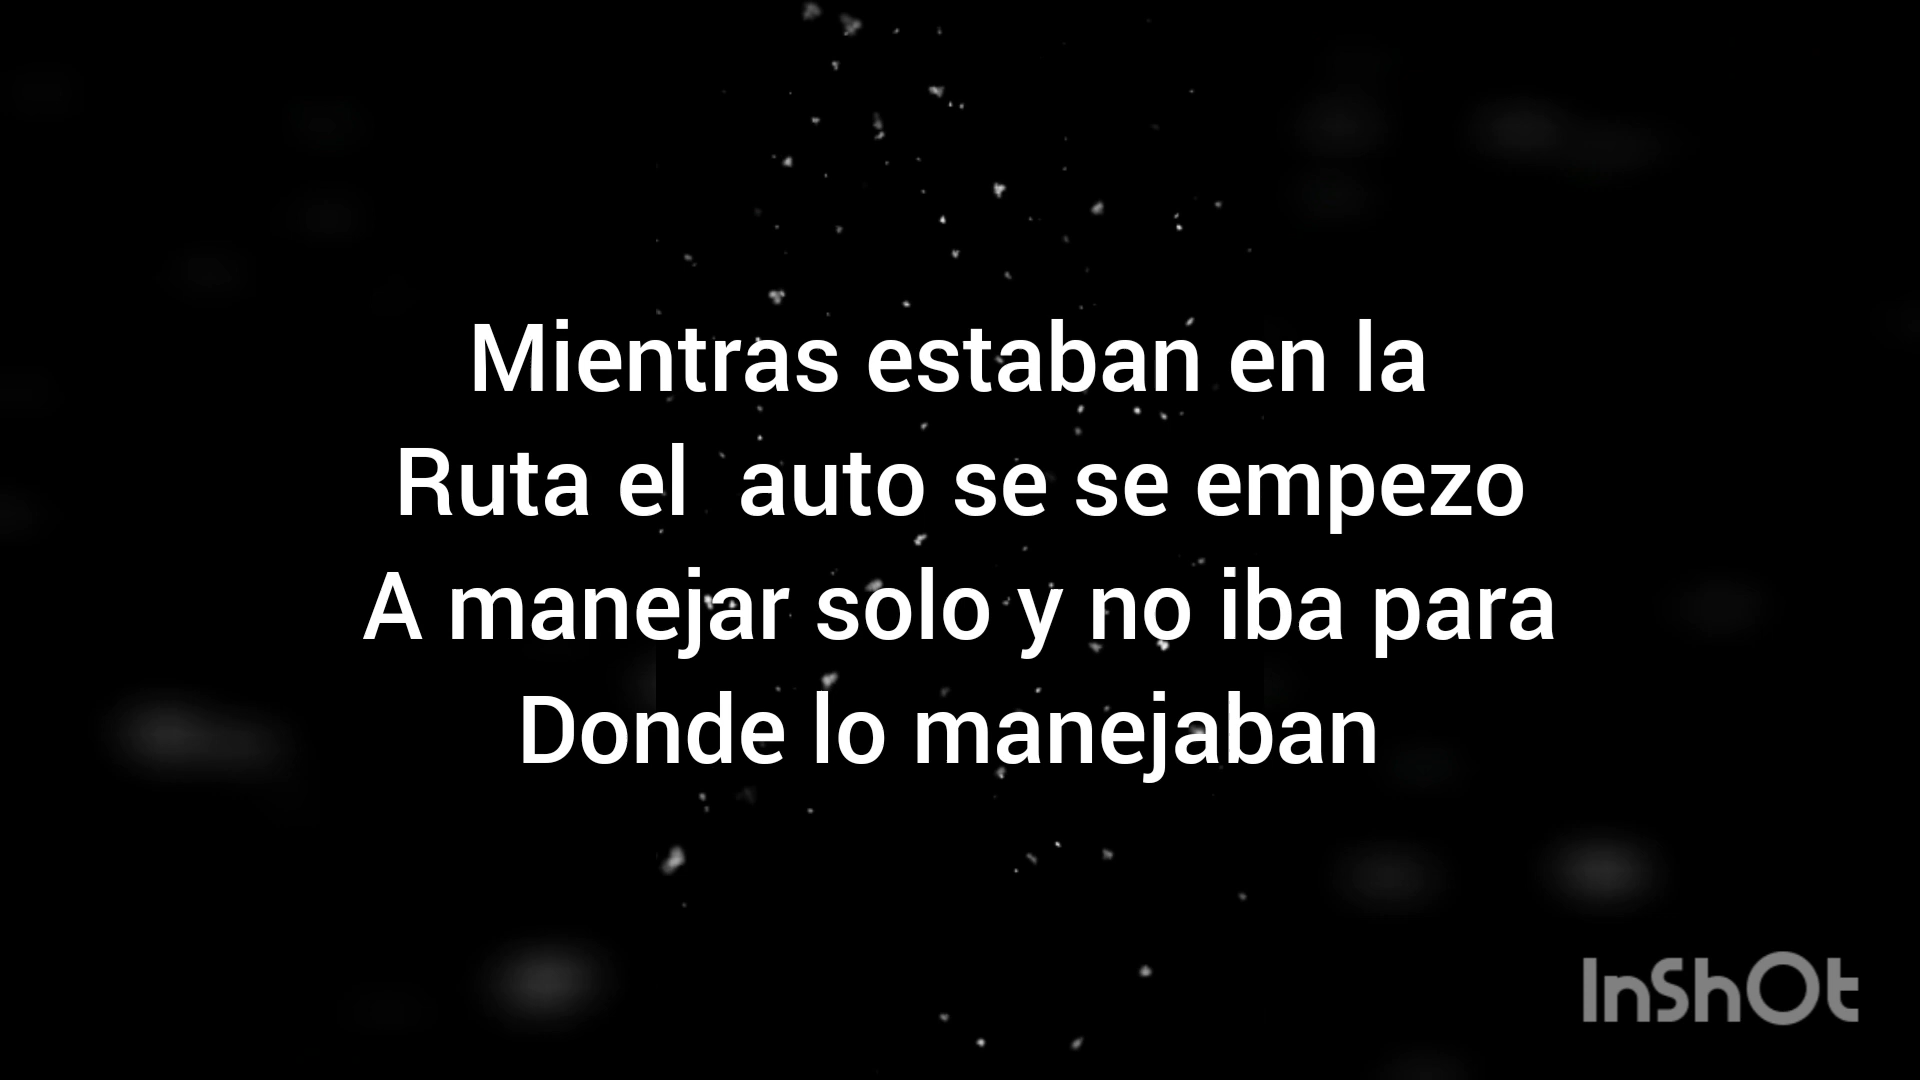 Mientras estaban en la
Ruta el  auto se se empezo
A manejar solo y no iba para
Donde lo manejaban
InShOt